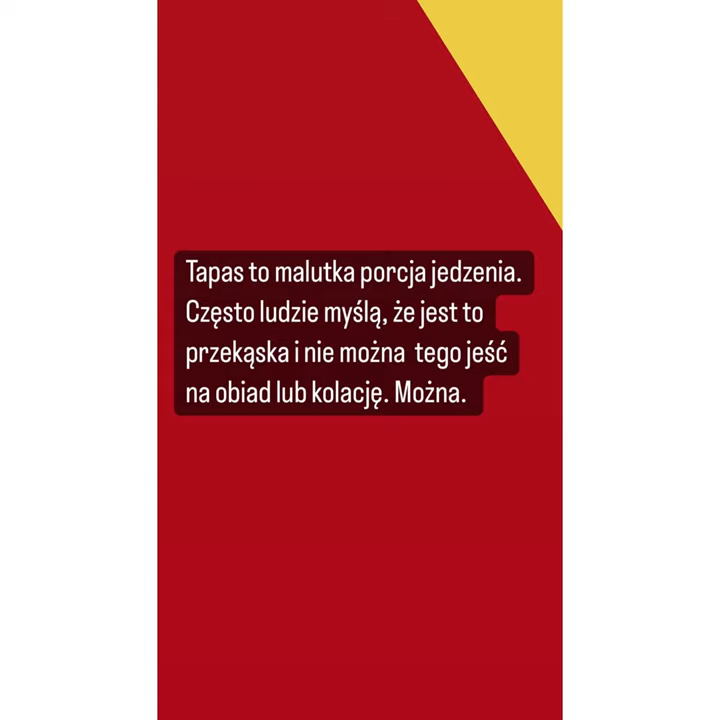 Tapas to malutka porcja jedzenia.
Często ludzie myślą, że jest to
przekąska i nie można  tego jeść
na obiad lub kolację. Można.